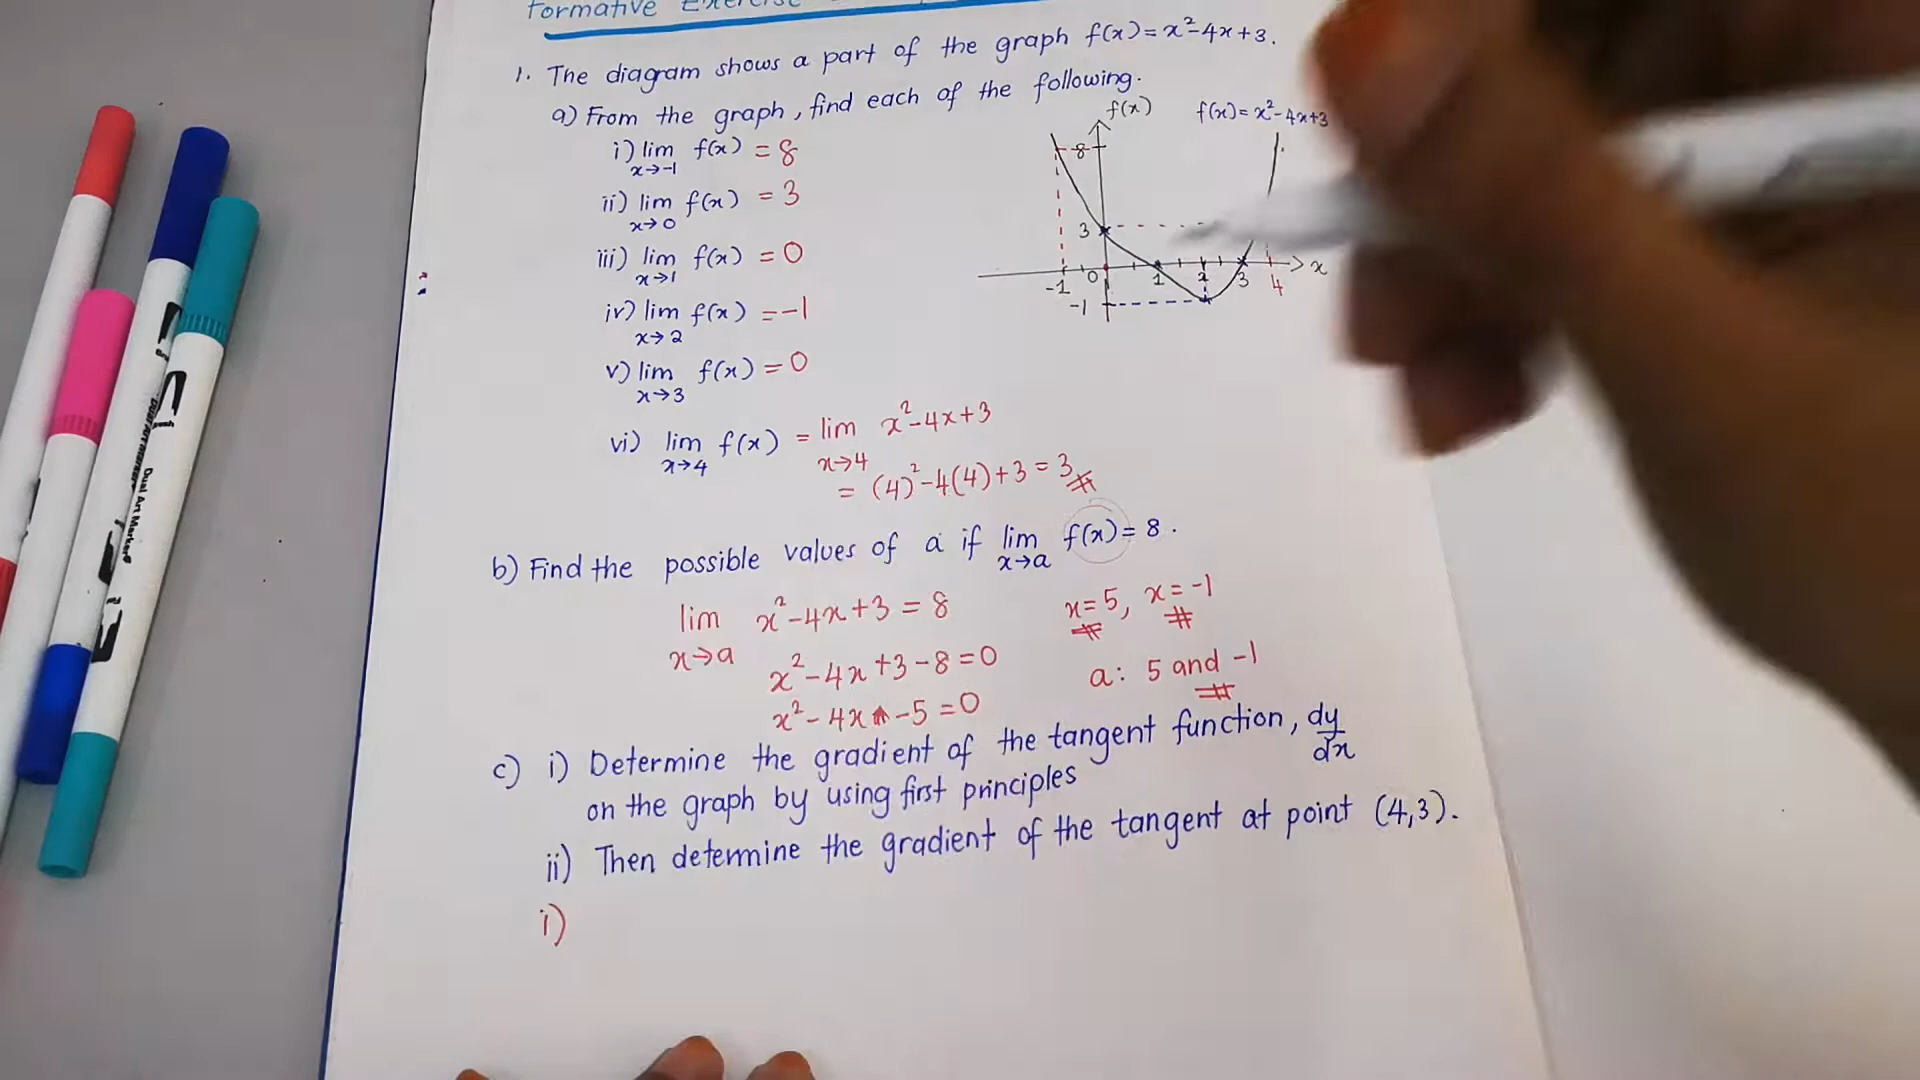 Formative Exercise
1. The diagram shows a part of the graph f(x)=x²-4x+3.
a) From the graph, find each of the following.
f(x) f(x)=x²-4x+3
i) lim x→-1 f(x) = 8
ii) lim x→0 f(x) = 3
iii) lim x→1 f(x) = 0
iv) lim x→2 f(x) = -1
v) lim x→3 f(x) = 0
8
3
-1 0 1 2 3 4 x
-1
vi) lim x→4 f(x) = lim x→4 x²-4x+3
= (4)²-4(4)+3 = 3
b) Find the possible values of a if lim x→a f(x) = 8.
lim x→a x²-4x+3 = 8
x²-4x+3-8=0
x²-4x-5=0
x=5, x=-1
a: 5 and -1
c) i) Determine the gradient of the tangent function, dy/dx
on the graph by using first principles
ii) Then determine the gradient of the tangent at point (4,3).
i)
Dual Art Marker